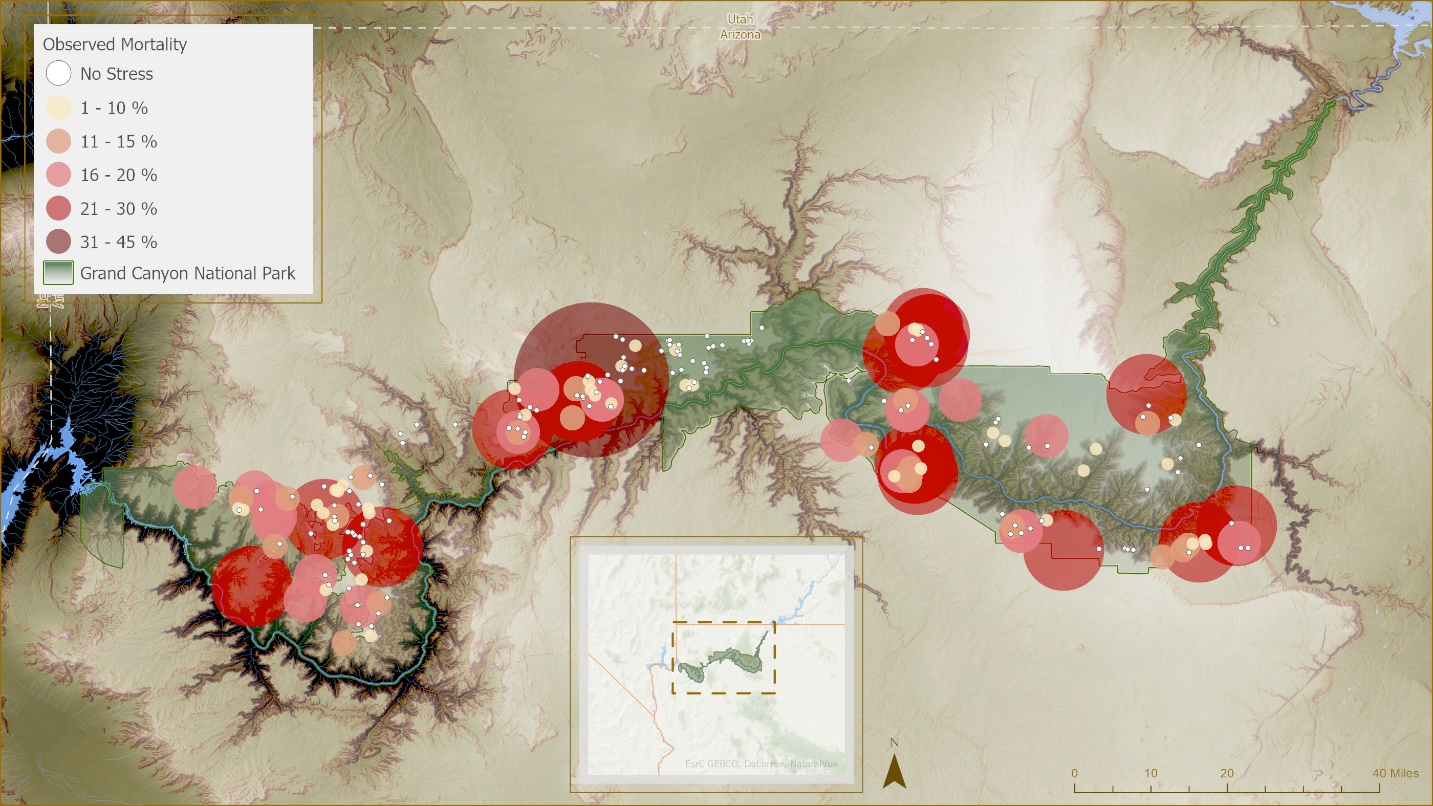 Utah
Arizona
Observed Mortality
No Stress
1 - 10 %
11 - 15 %
16 - 20 %
21 - 30 %
31 - 45 %
Grand Canyon National Park
Esri, GEBCO, DeLorme, NaturalVue
N
0 10 20 40 Miles